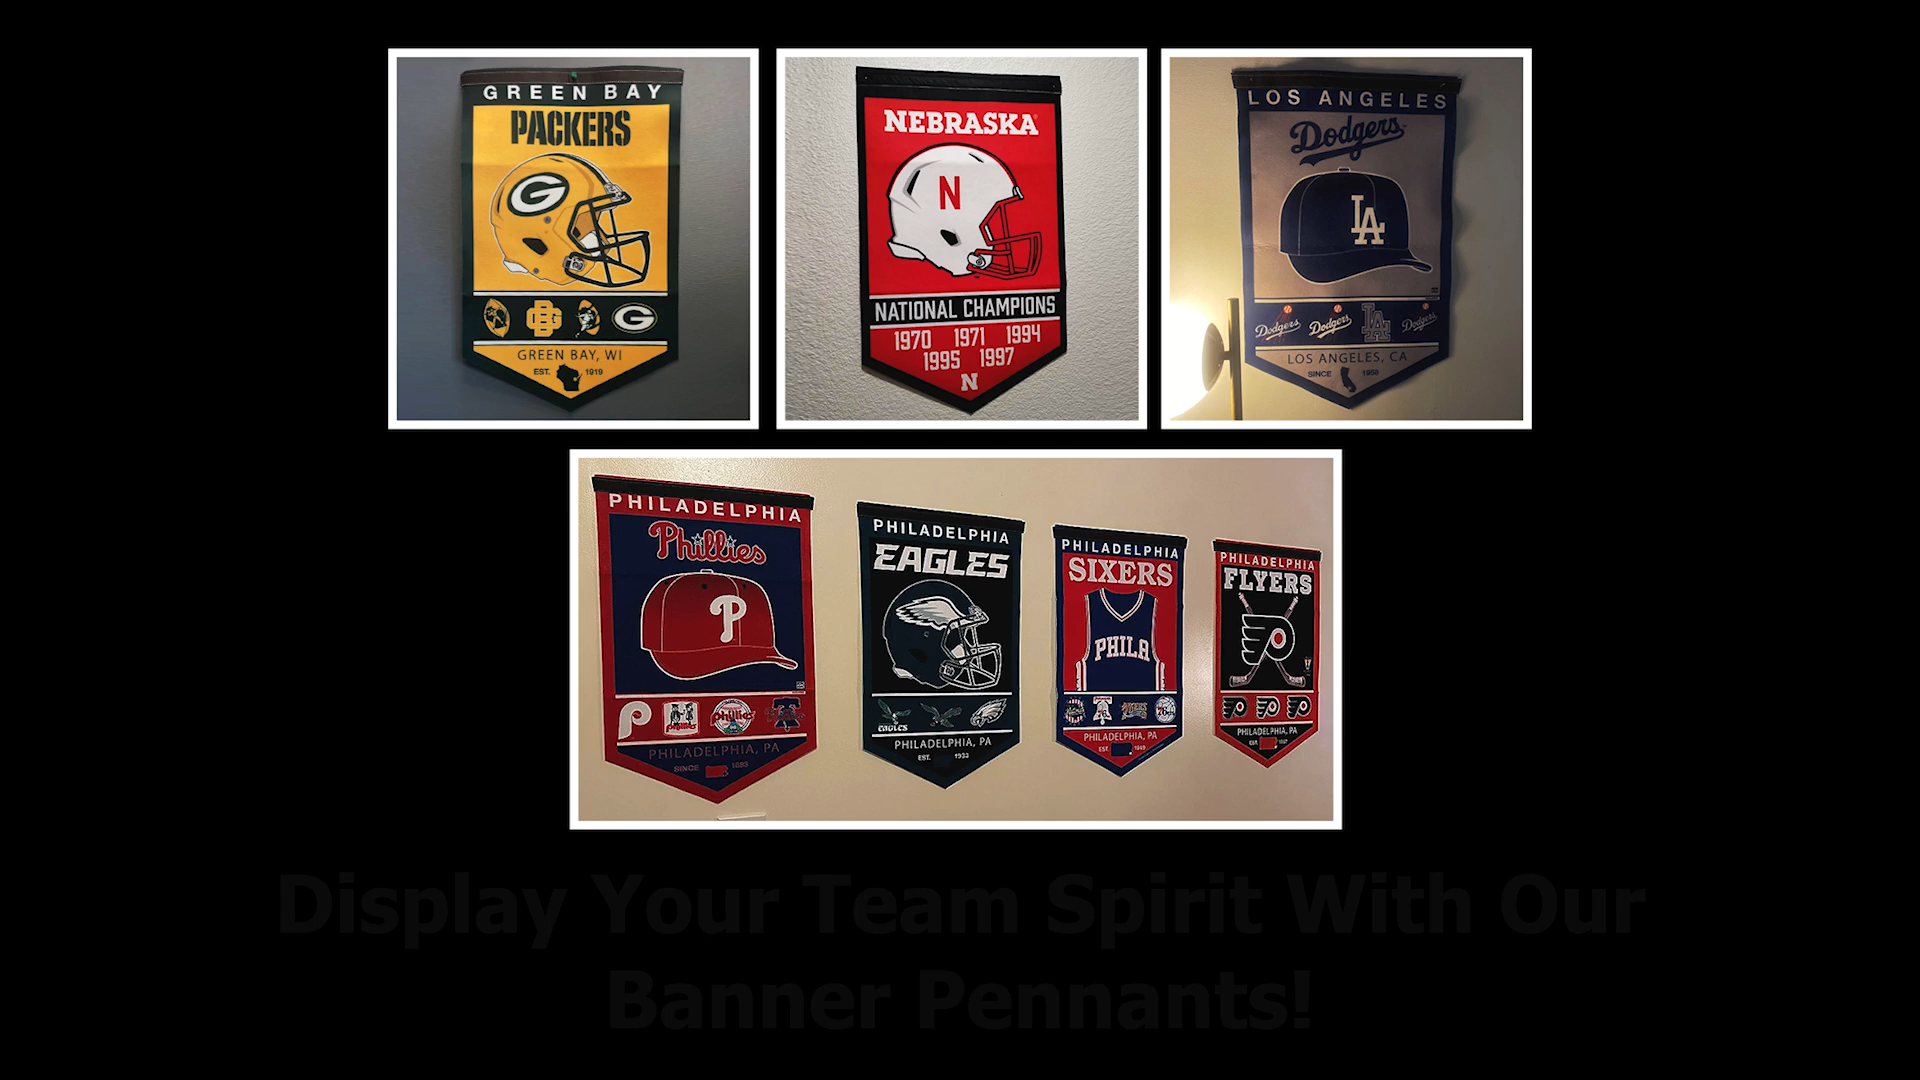 GREEN BAY
PACKERS
G
G
GREEN BAY, WI
EST. 1919
NEBRASKA
N
NATIONAL CHAMPIONS
1970 1971 1994
1995 1997
N
LOS ANGELES
Dodgers
LA
Dodgers Dodgers LA Dodgers
LOS ANGELES, CA
SINCE 1958
PHILADELPHIA
Phillies
P
P phillies
PHILADELPHIA, PA
SINCE 1883
PHILADELPHIA
EAGLES
eagles
PHILADELPHIA, PA
EST. 1933
PHILADELPHIA
SIXERS
PHILA
PHILADELPHIA, PA
EST. 1949
PHILADELPHIA
FLYERS
PHILADELPHIA, PA
EST.
Display Your Team Spirit With Our
Banner Pennants!